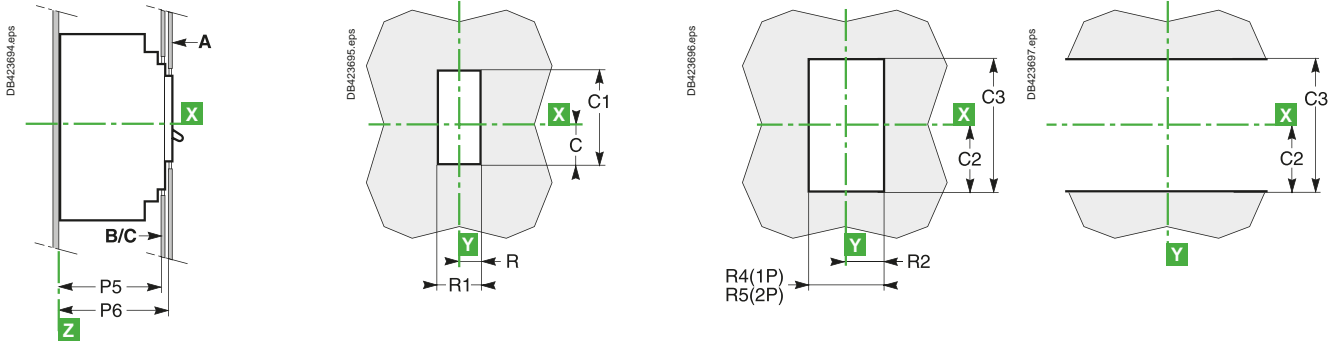 DB423694.eps
A
X
B/C
P5
P6
Z
DB423695.eps
C1
X
C
Y
R
R1
DB423696.eps
C3
X
C2
Y
R2
R4(1P)
R5(2P)
DB423697.eps
C3
X
C2
Y